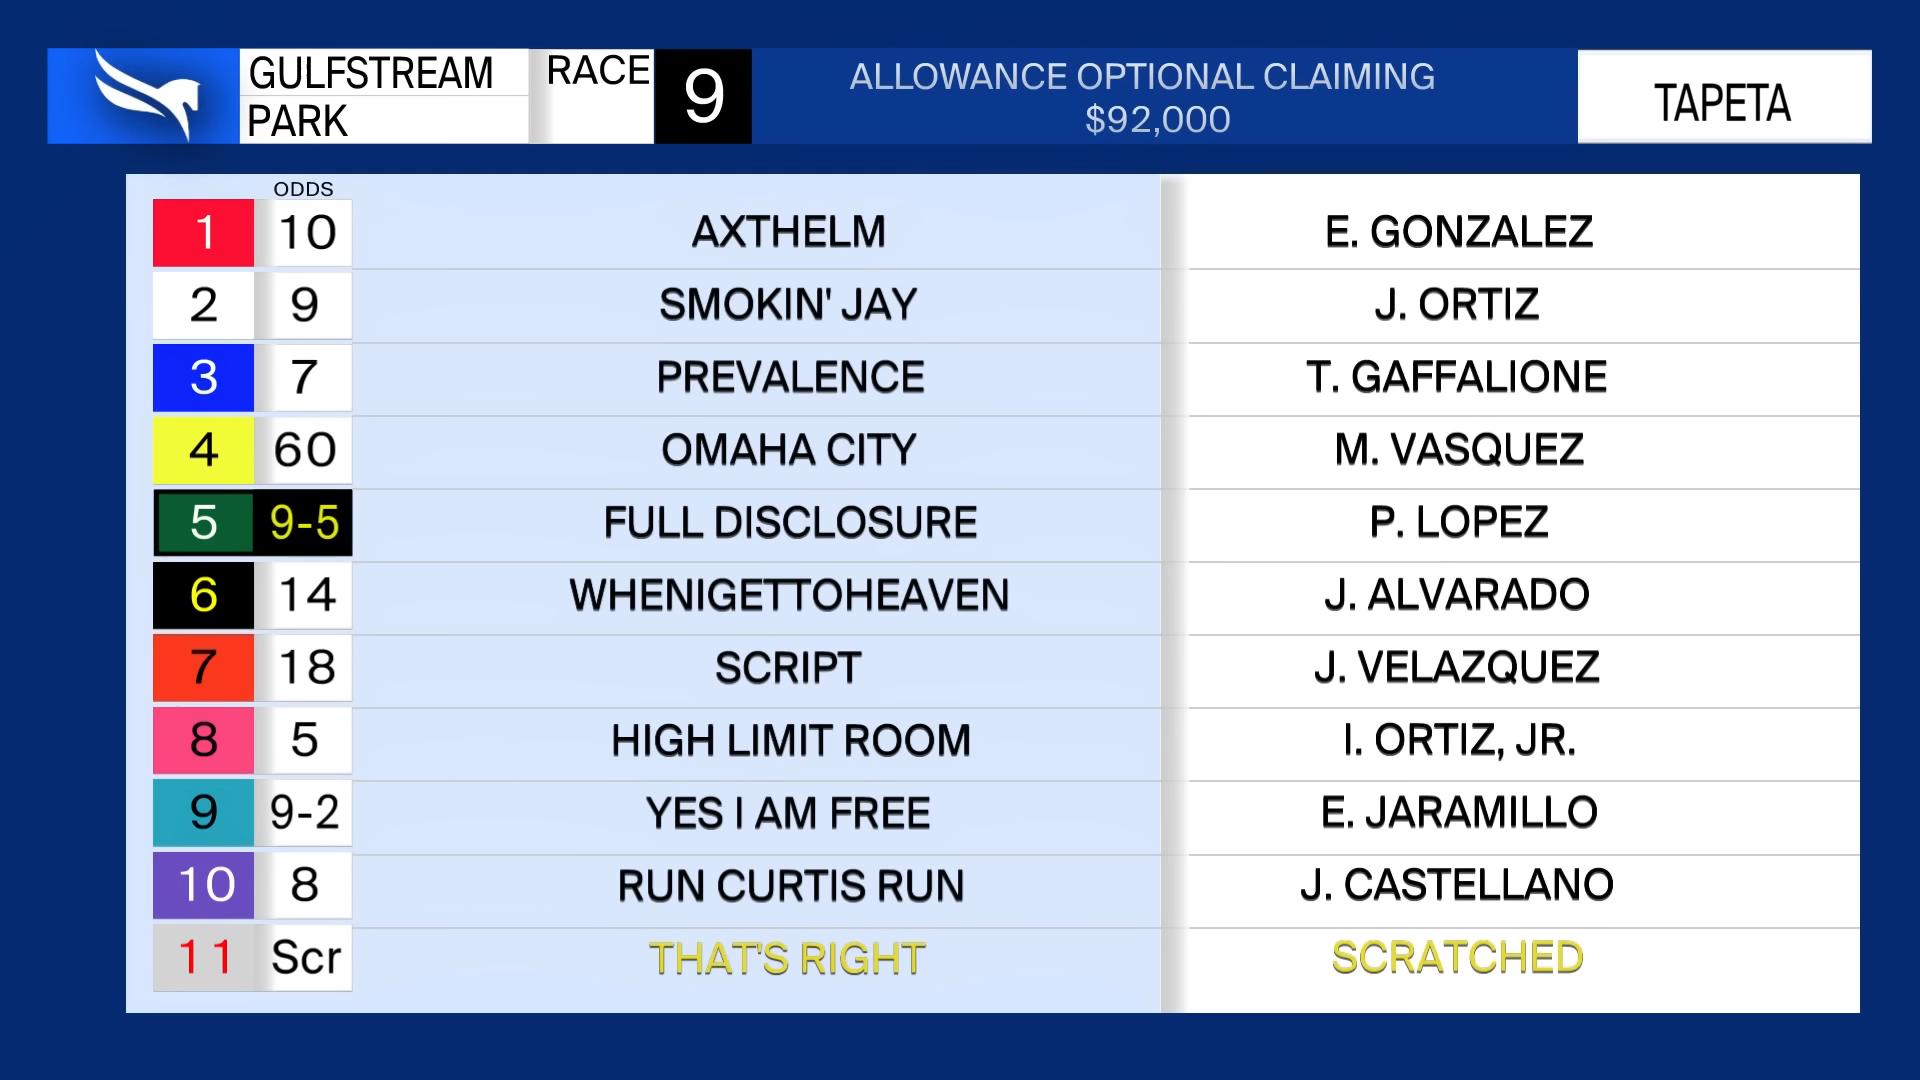 GULFSTREAM
PARK
RACE
9
ALLOWANCE OPTIONAL CLAIMING
$92,000
TAPETA
ODDS
1 10 AXTHELM E. GONZALEZ
2 9 SMOKIN' JAY J. ORTIZ
3 7 PREVALENCE T. GAFFALIONE
4 60 OMAHA CITY M. VASQUEZ
5 9-5 FULL DISCLOSURE P. LOPEZ
6 14 WHENIGETTOHEAVEN J. ALVARADO
7 18 SCRIPT J. VELAZQUEZ
8 5 HIGH LIMIT ROOM I. ORTIZ, JR.
9 9-2 YES I AM FREE E. JARAMILLO
10 8 RUN CURTIS RUN J. CASTELLANO
11 Scr THAT'S RIGHT SCRATCHED